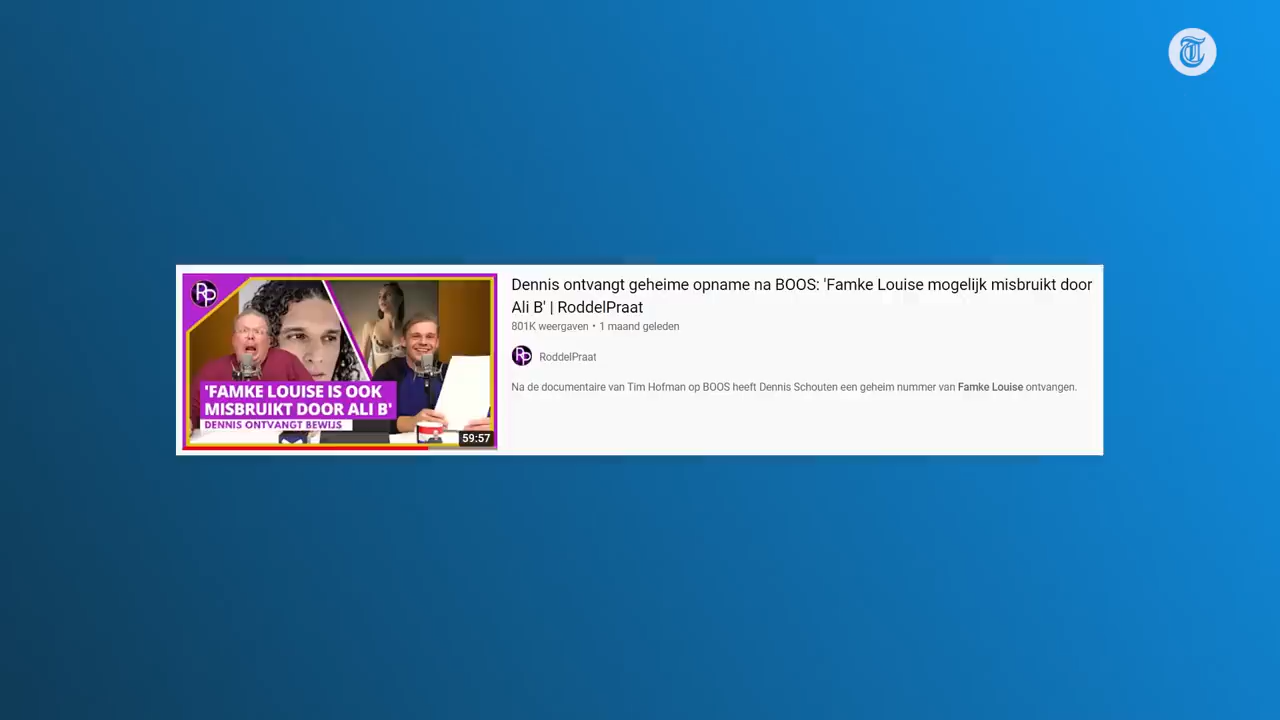 T
Rp
'FAMKE LOUISE IS OOK
MISBRUIKT DOOR ALI B'
DENNIS ONTVANGT BEWIJS
59:57
Dennis ontvangt geheime opname na BOOS: 'Famke Louise mogelijk misbruikt door
Ali B' | RoddelPraat
801K weergaven • 1 maand geleden
Rp RoddelPraat
Na de documentaire van Tim Hofman op BOOS heeft Dennis Schouten een geheim nummer van Famke Louise ontvangen.